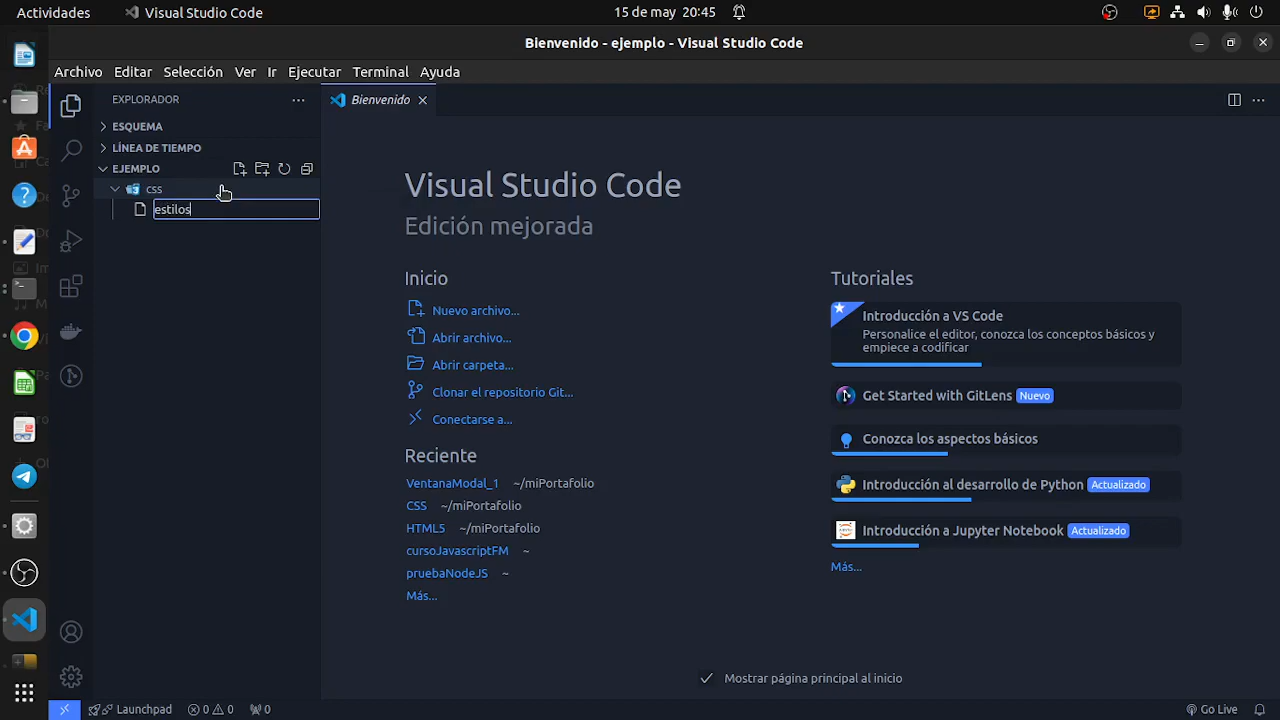 Actividades
Visual Studio Code
15 de may 20:45
Bienvenido - ejemplo - Visual Studio Code
Archivo Editar Selección Ver Ir Ejecutar Terminal Ayuda
EXPLORADOR
Bienvenido
ESQUEMA
LÍNEA DE TIEMPO
EJEMPLO
css
estilos
Visual Studio Code
Edición mejorada
Inicio
Nuevo archivo...
Abrir archivo...
Abrir carpeta...
Clonar el repositorio Git...
Conectarse a...
Reciente
VentanaModal_1 ~/miPortafolio
CSS ~/miPortafolio
HTML5 ~/miPortafolio
cursoJavascriptFM ~
pruebaNodeJS ~
Más...
Tutoriales
Introducción a VS Code
Personalice el editor, conozca los conceptos básicos y
empiece a codificar
Get Started with GitLens Nuevo
Conozca los aspectos básicos
Introducción al desarrollo de Python Actualizado
Introducción a Jupyter Notebook Actualizado
Más...
Mostrar página principal al inicio
Launchpad 0 0 0
Go Live